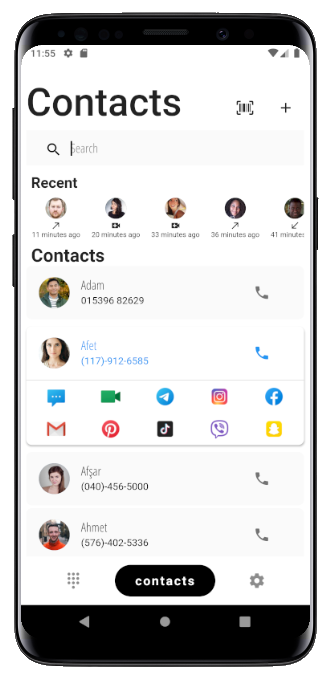 11:55
Contacts
Search
Recent
11 minutes ago 20 minutes ago 33 minutes ago 36 minutes ago 41 minutes
Contacts
Adam
015396 82629
Afet
(117)-912-6585
Afşar
(040)-456-5000
Ahmet
(576)-402-5336
contacts